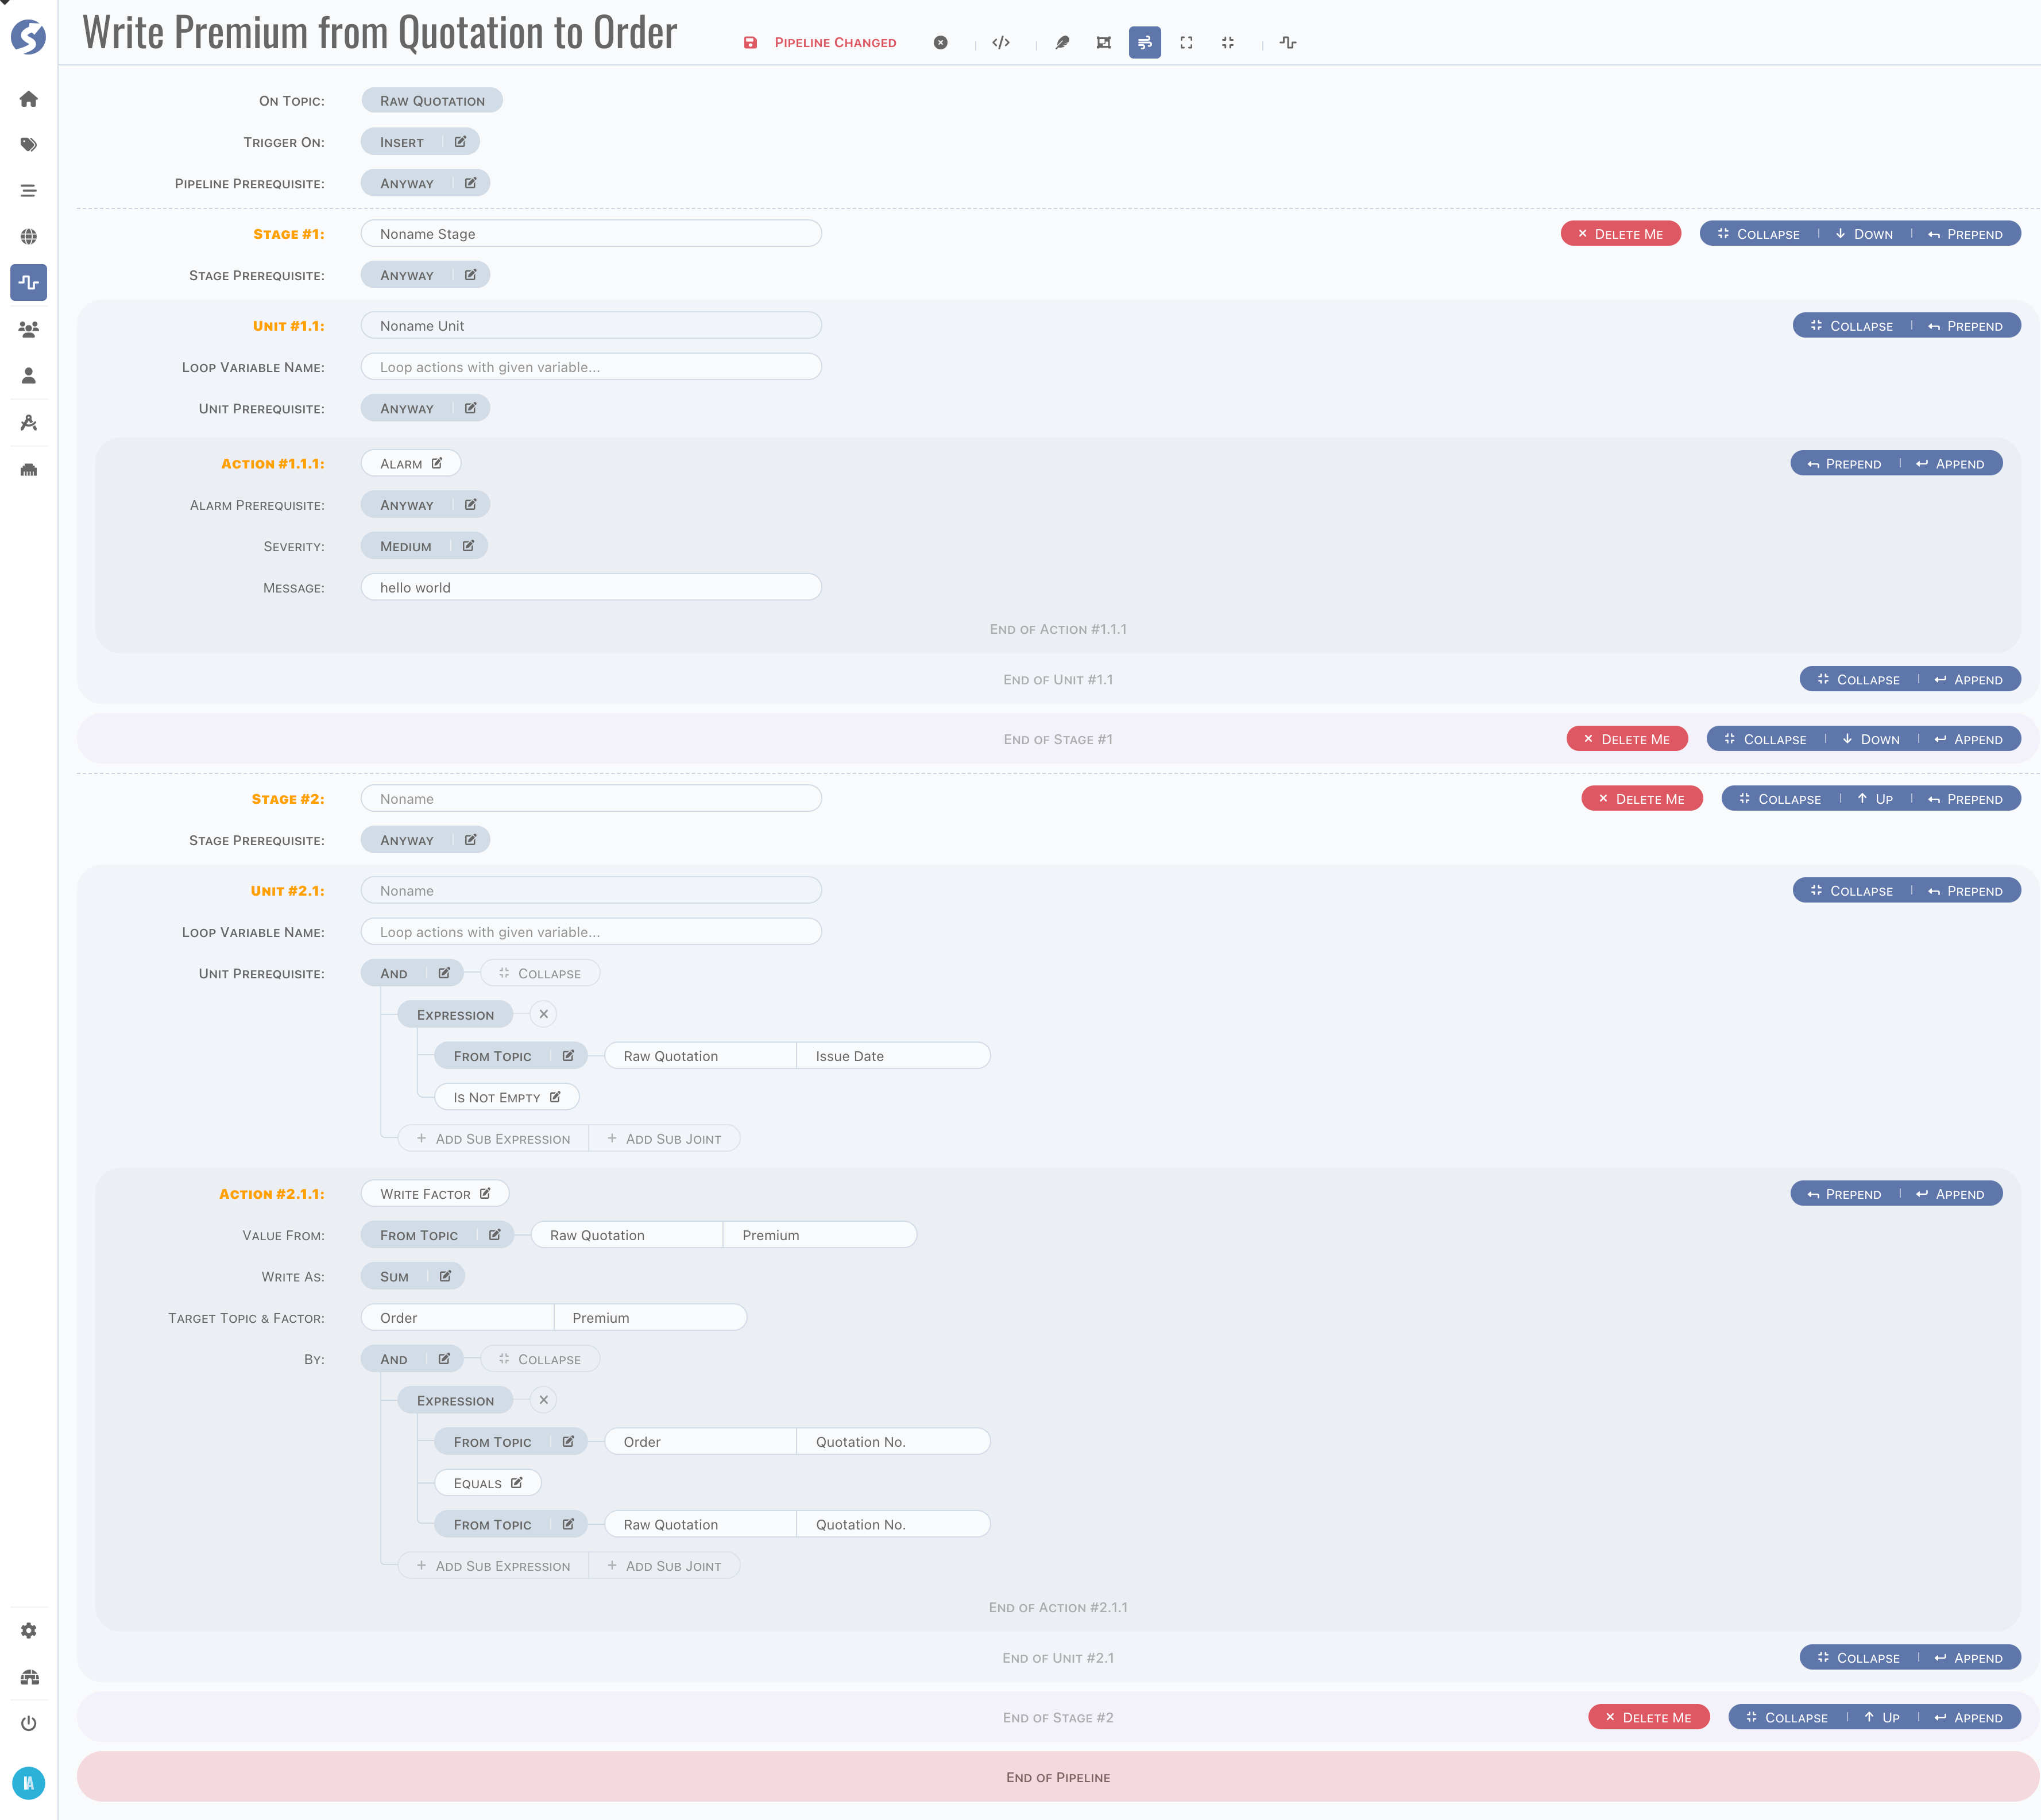 Write Premium from Quotation to Order
Pipeline Changed
On Topic: Raw Quotation
Trigger On: Insert
Pipeline Prerequisite: Anyway
Stage #1: Noname Stage Delete Me Collapse Down Prepend
Stage Prerequisite: Anyway
Unit #1.1: Noname Unit Collapse Prepend
Loop Variable Name: Loop actions with given variable...
Unit Prerequisite: Anyway
Action #1.1.1: Alarm Prepend Append
Alarm Prerequisite: Anyway
Severity: Medium
Message: hello world
End of Action #1.1.1
End of Unit #1.1 Collapse Append
End of Stage #1 Delete Me Collapse Down Append
Stage #2: Noname Delete Me Collapse Up Prepend
Stage Prerequisite: Anyway
Unit #2.1: Noname Collapse Prepend
Loop Variable Name: Loop actions with given variable...
Unit Prerequisite: And Collapse
Expression
From Topic Raw Quotation Issue Date
Is Not Empty
Add Sub Expression Add Sub Joint
Action #2.1.1: Write Factor Prepend Append
Value From: From Topic Raw Quotation Premium
Write As: Sum
Target Topic & Factor: Order Premium
By: And Collapse
Expression
From Topic Order Quotation No.
Equals
From Topic Raw Quotation Quotation No.
Add Sub Expression Add Sub Joint
End of Action #2.1.1
End of Unit #2.1 Collapse Append
End of Stage #2 Delete Me Collapse Up Append
IA
End of Pipeline